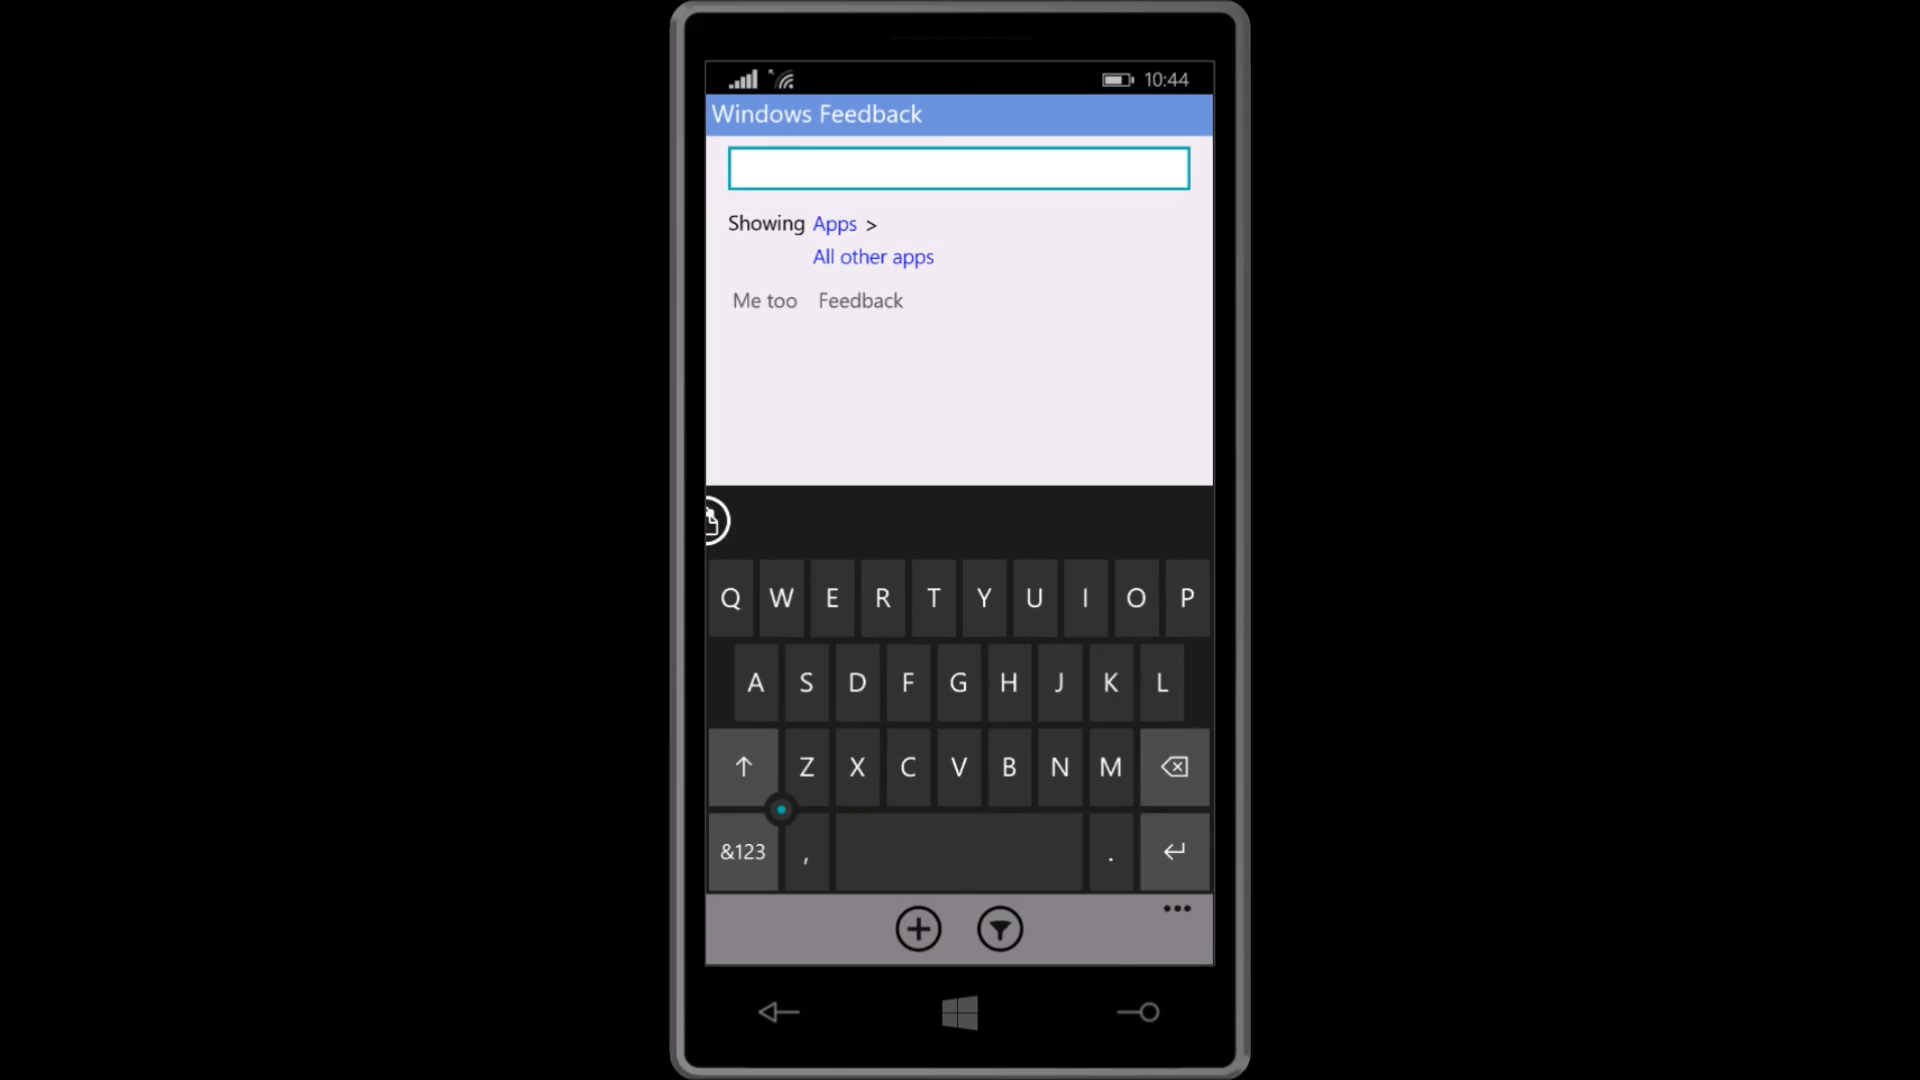 10:44
Windows Feedback
Showing Apps >
All other apps
Me too Feedback
Q W E R T Y U I O P
A S D F G H J K L
Z X C V B N M
&123 , .